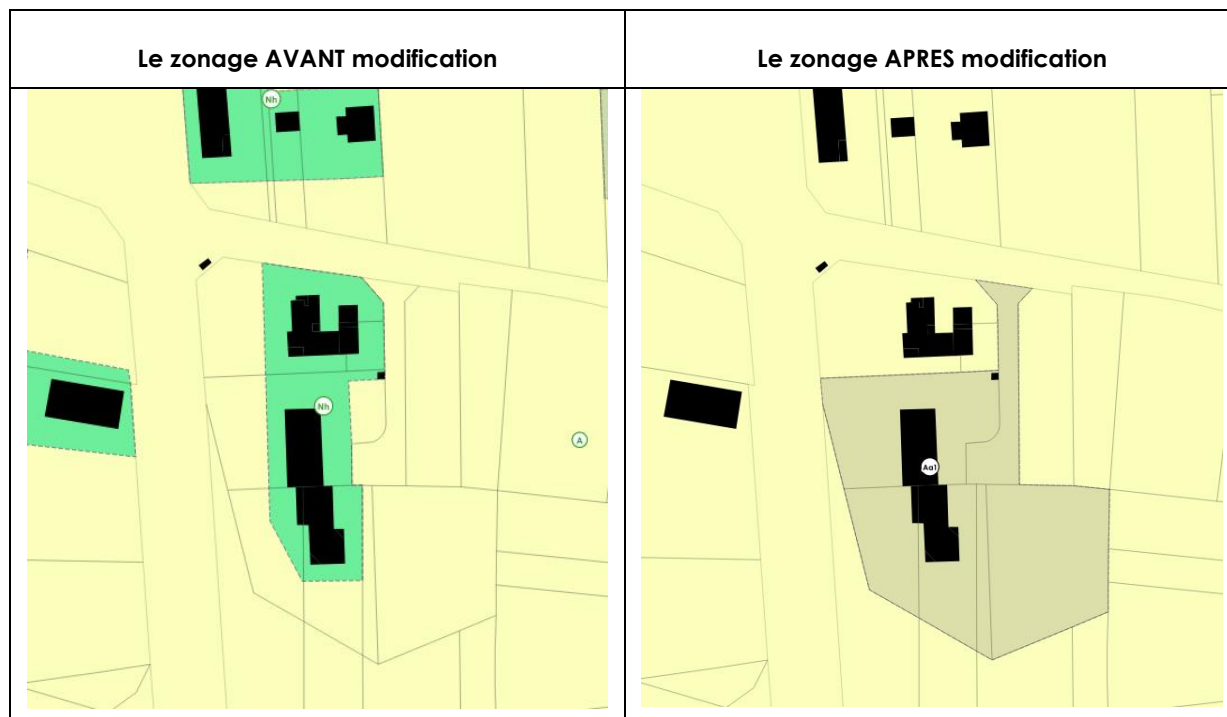 Le zonage AVANT modification
Le zonage APRES modification
Nh
Nh
A
Aa1